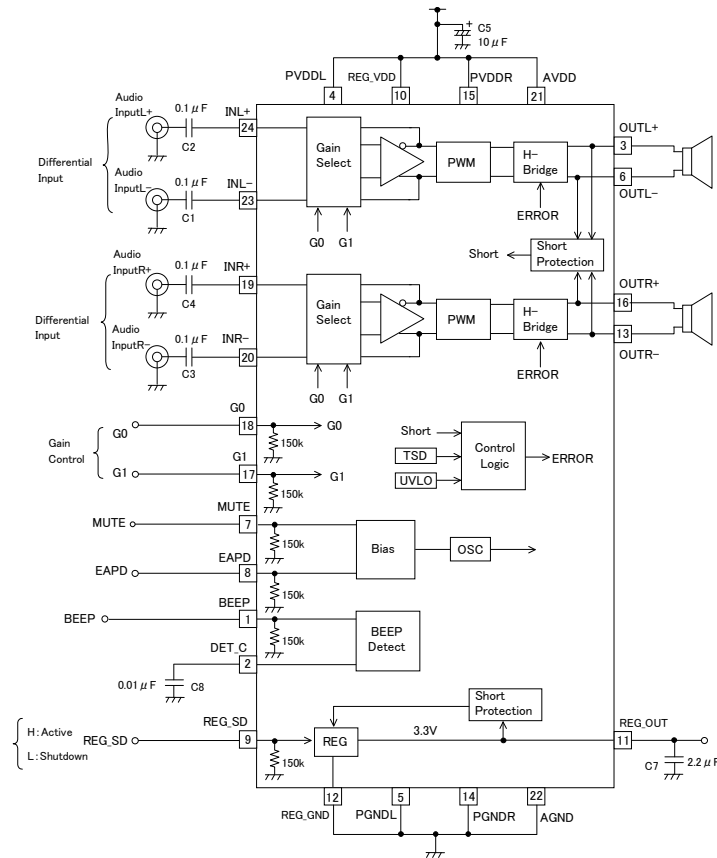 C5
10μF
PVDDL
REG_VDD
PVDDR
AVDD
4
10
15
21
Audio
InputL+
0.1μF
C2
INL+
24
Differential
Input
Audio
InputL-
0.1μF
C1
INL-
23
Gain
Select
G0
G1
PWM
H-
Bridge
ERROR
OUTL+
3
6
OUTL-
Short
Short
Protection
Audio
InputR+
0.1μF
C4
INR+
19
Differential
Input
Audio
InputR-
0.1μF
C3
INR-
20
Gain
Select
G0
G1
PWM
H-
Bridge
ERROR
OUTR+
16
13
OUTR-
Gain
Control
G0
G0
18
150k
G0
G1
G1
17
150k
G1
Short
TSD
UVLO
Control
Logic
ERROR
MUTE
MUTE
7
150k
EAPD
EAPD
8
150k
Bias
OSC
BEEP
BEEP
1
150k
DET_C
2
0.01μF
C8
BEEP
Detect
H:Active
L:Shutdown
REG_SD
REG_SD
9
150k
REG
3.3V
Short
Protection
REG_OUT
11
C7
2.2μF
12
5
14
22
REG_GND
PGNDL
PGNDR
AGND